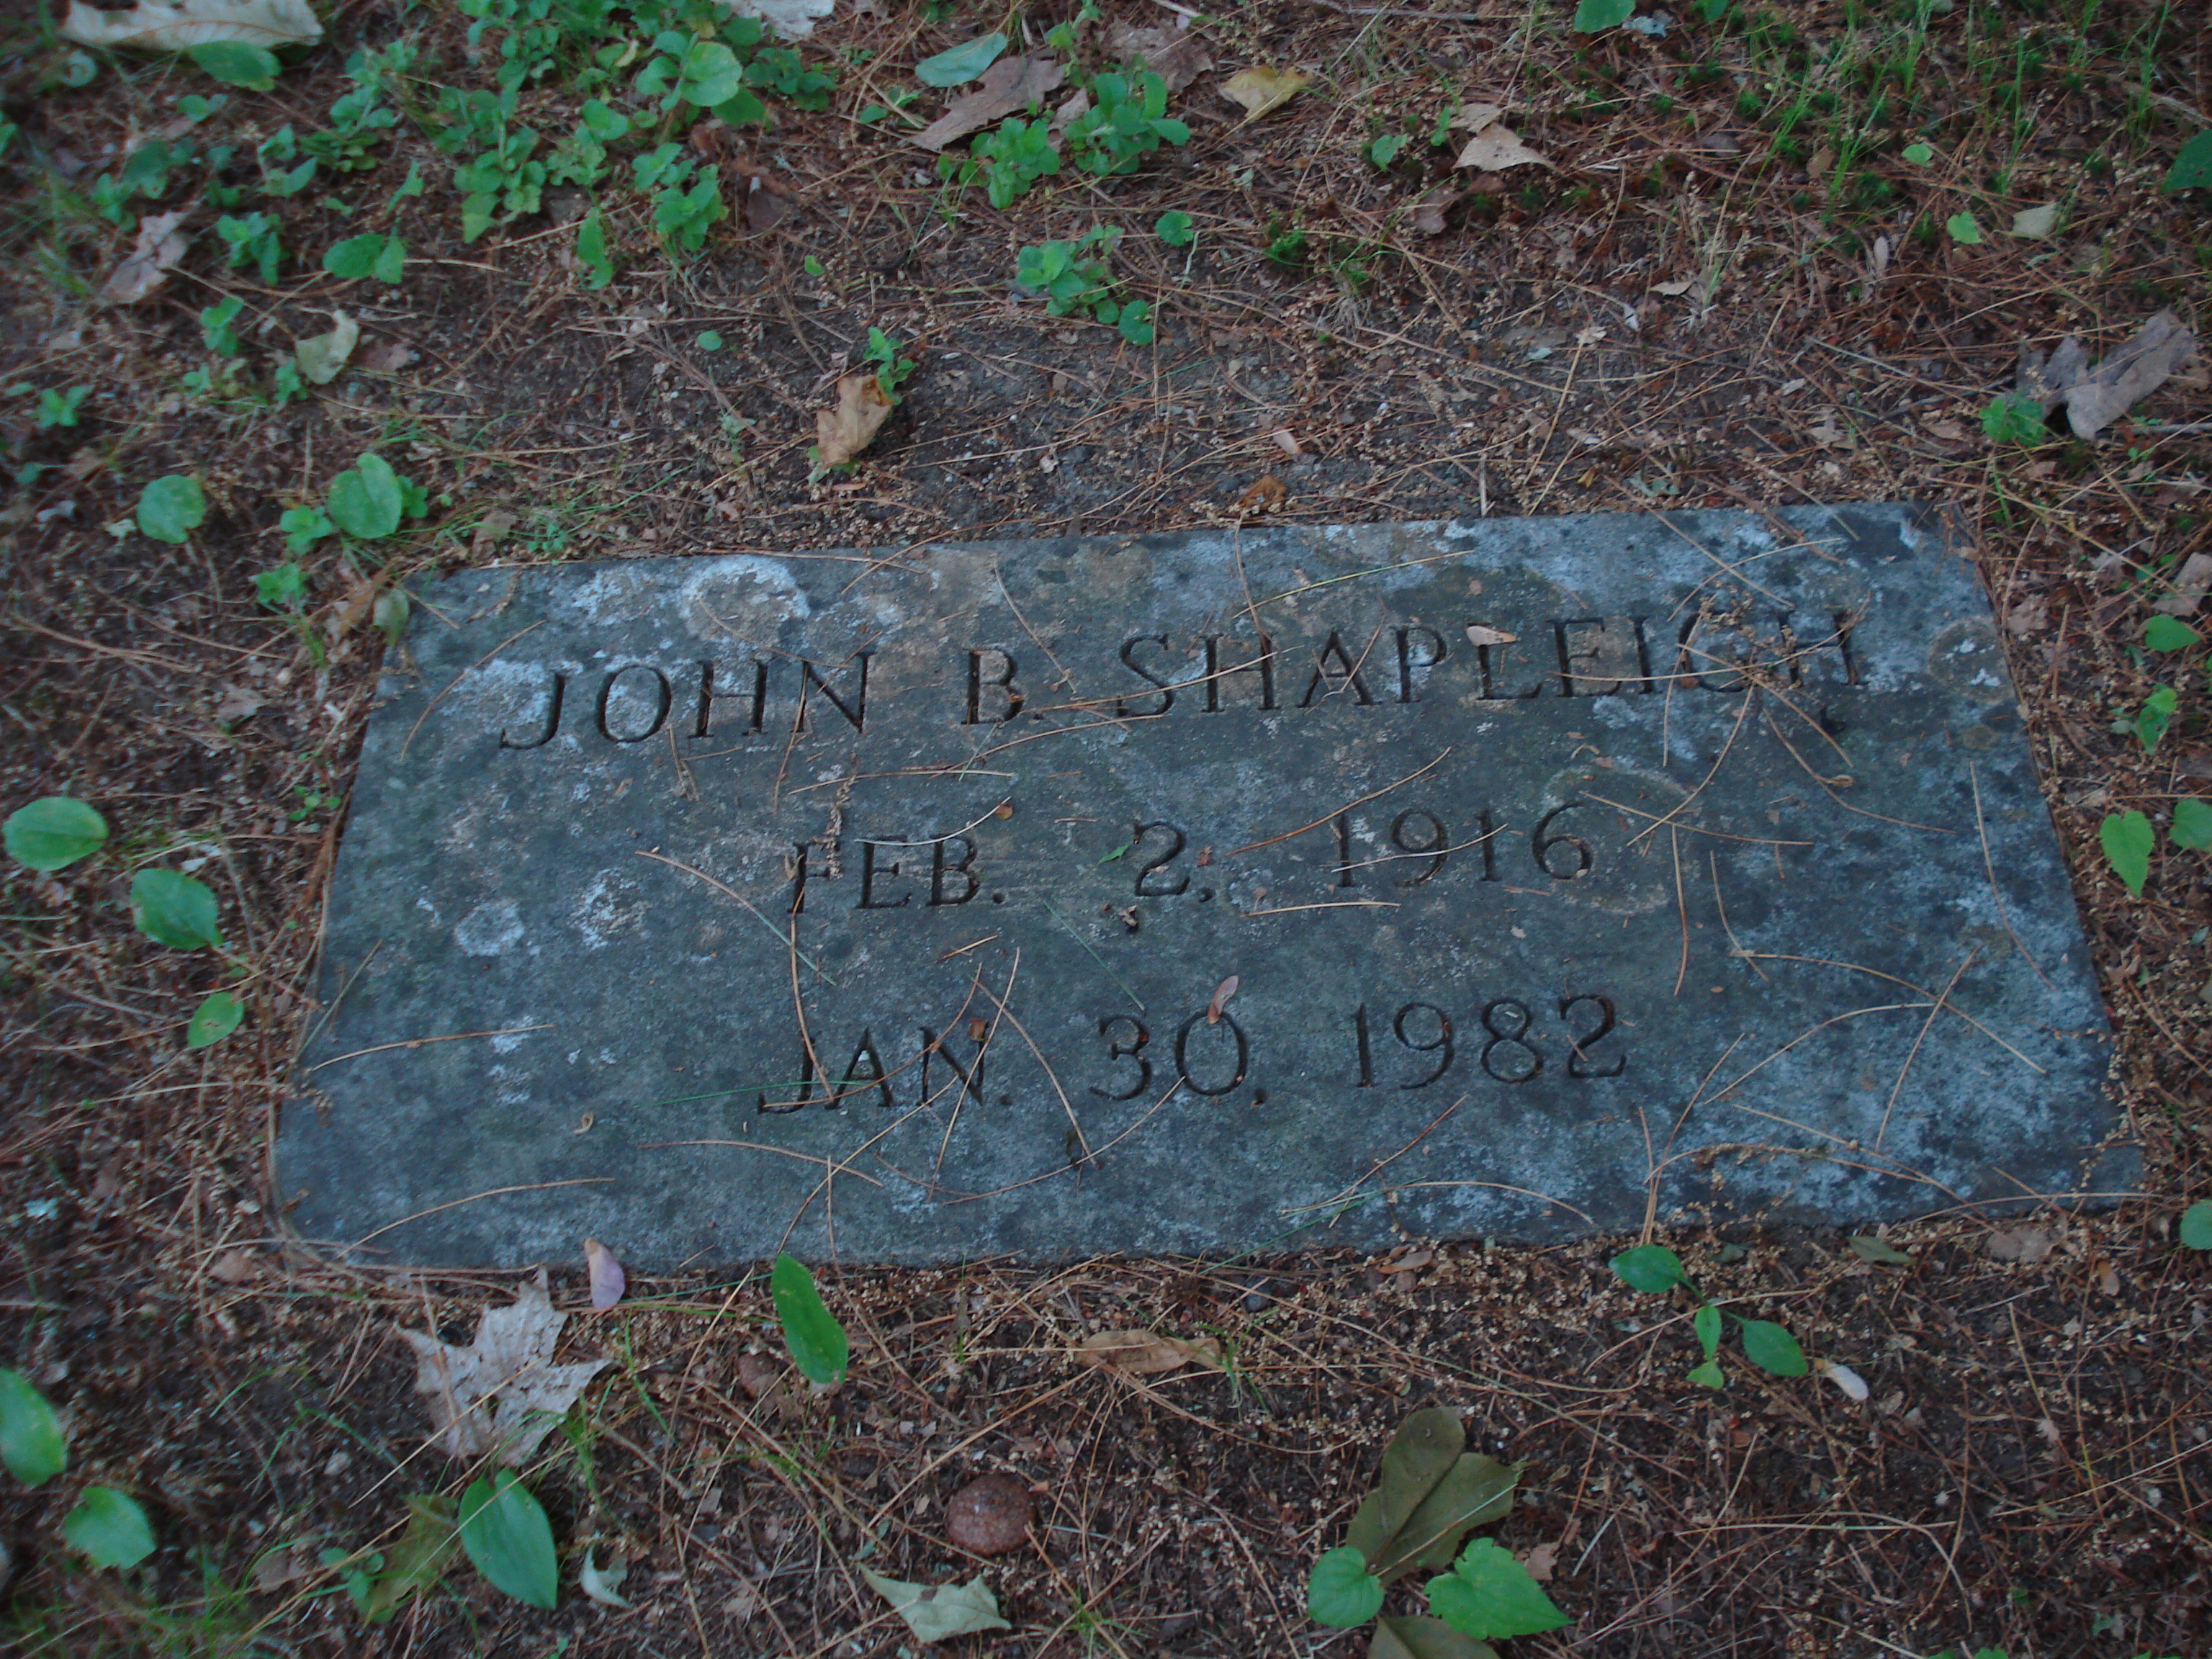 JOHN B. SHAPLEIGH
FEB. 2, 1916
JAN. 30, 1982